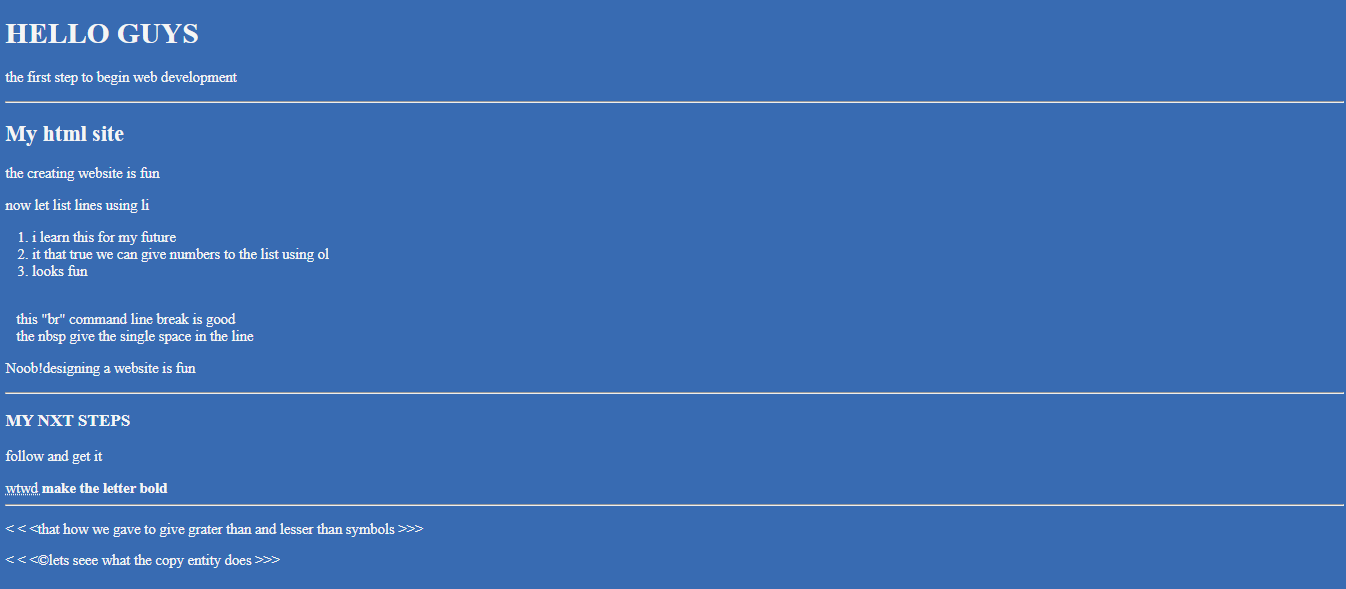 HELLO GUYS
the first step to begin web development
My html site
the creating website is fun
now let list lines using li
1. i learn this for my future
2. it that true we can give numbers to the list using ol
3. looks fun
this "br" command line break is good
the nbsp give the single space in the line
Noob!designing a website is fun
MY NXT STEPS
follow and get it
wtwd make the letter bold
< < <that how we gave to give grater than and lesser than symbols >>>
< < <©lets seee what the copy entity does >>>